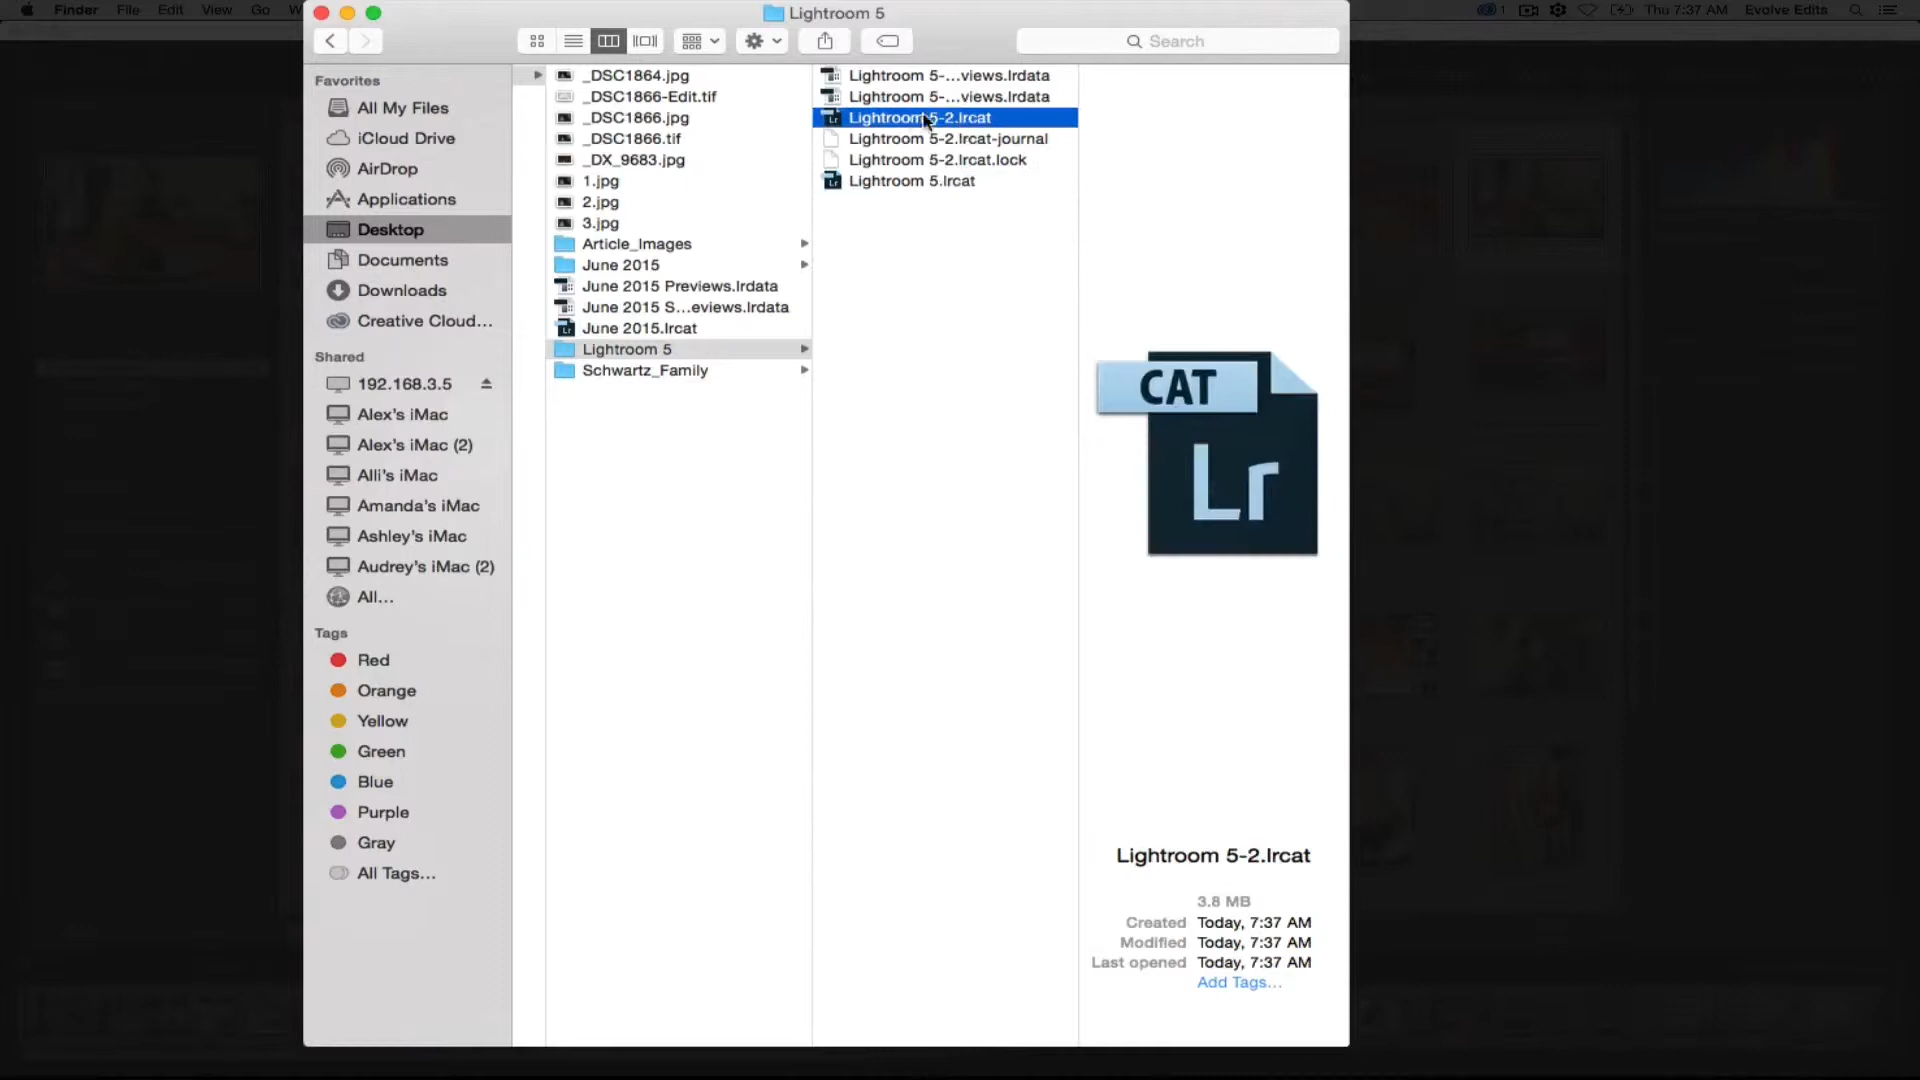 Finder File Edit View Go W
1 Thu 7:37 AM Evolve Edits
Lightroom 5
Search
Favorites
All My Files
iCloud Drive
AirDrop
Applications
Desktop
Documents
Downloads
Creative Cloud...
Shared
192.168.3.5
Alex's iMac
Alex's iMac (2)
Alli's iMac
Amanda's iMac
Ashley's iMac
Audrey's iMac (2)
All...
Tags
Red
Orange
Yellow
Green
Blue
Purple
Gray
All Tags...
_DSC1864.jpg
_DSC1866-Edit.tif
_DSC1866.jpg
_DSC1866.tif
_DX_9683.jpg
1.jpg
2.jpg
3.jpg
Article_Images
June 2015
June 2015 Previews.lrdata
June 2015 S...eviews.lrdata
June 2015.lrcat
Lightroom 5
Schwartz_Family
Lightroom 5-...views.lrdata
Lightroom 5-...views.lrdata
Lightroom 5-2.lrcat
Lightroom 5-2.lrcat-journal
Lightroom 5-2.lrcat.lock
Lightroom 5.lrcat
CAT
Lr
Lightroom 5-2.lrcat
3.8 MB
Created Today, 7:37 AM
Modified Today, 7:37 AM
Last opened Today, 7:37 AM
Add Tags...